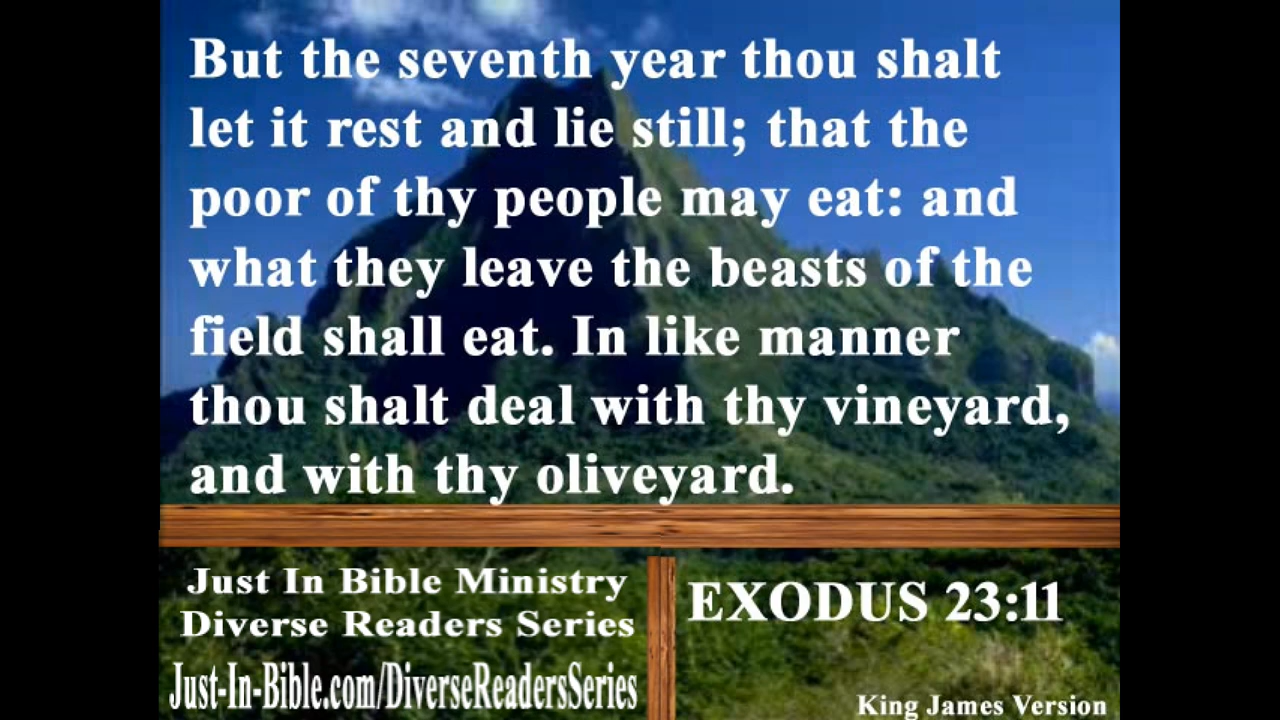 But the seventh year thou shalt
let it rest and lie still; that the
poor of thy people may eat: and
what they leave the beasts of the
field shall eat. In like manner
thou shalt deal with thy vineyard,
and with thy oliveyard.
Just In Bible Ministry
Diverse Readers Series
Just-In-Bible.com/DiverseReadersSeries
EXODUS 23:11
King James Version